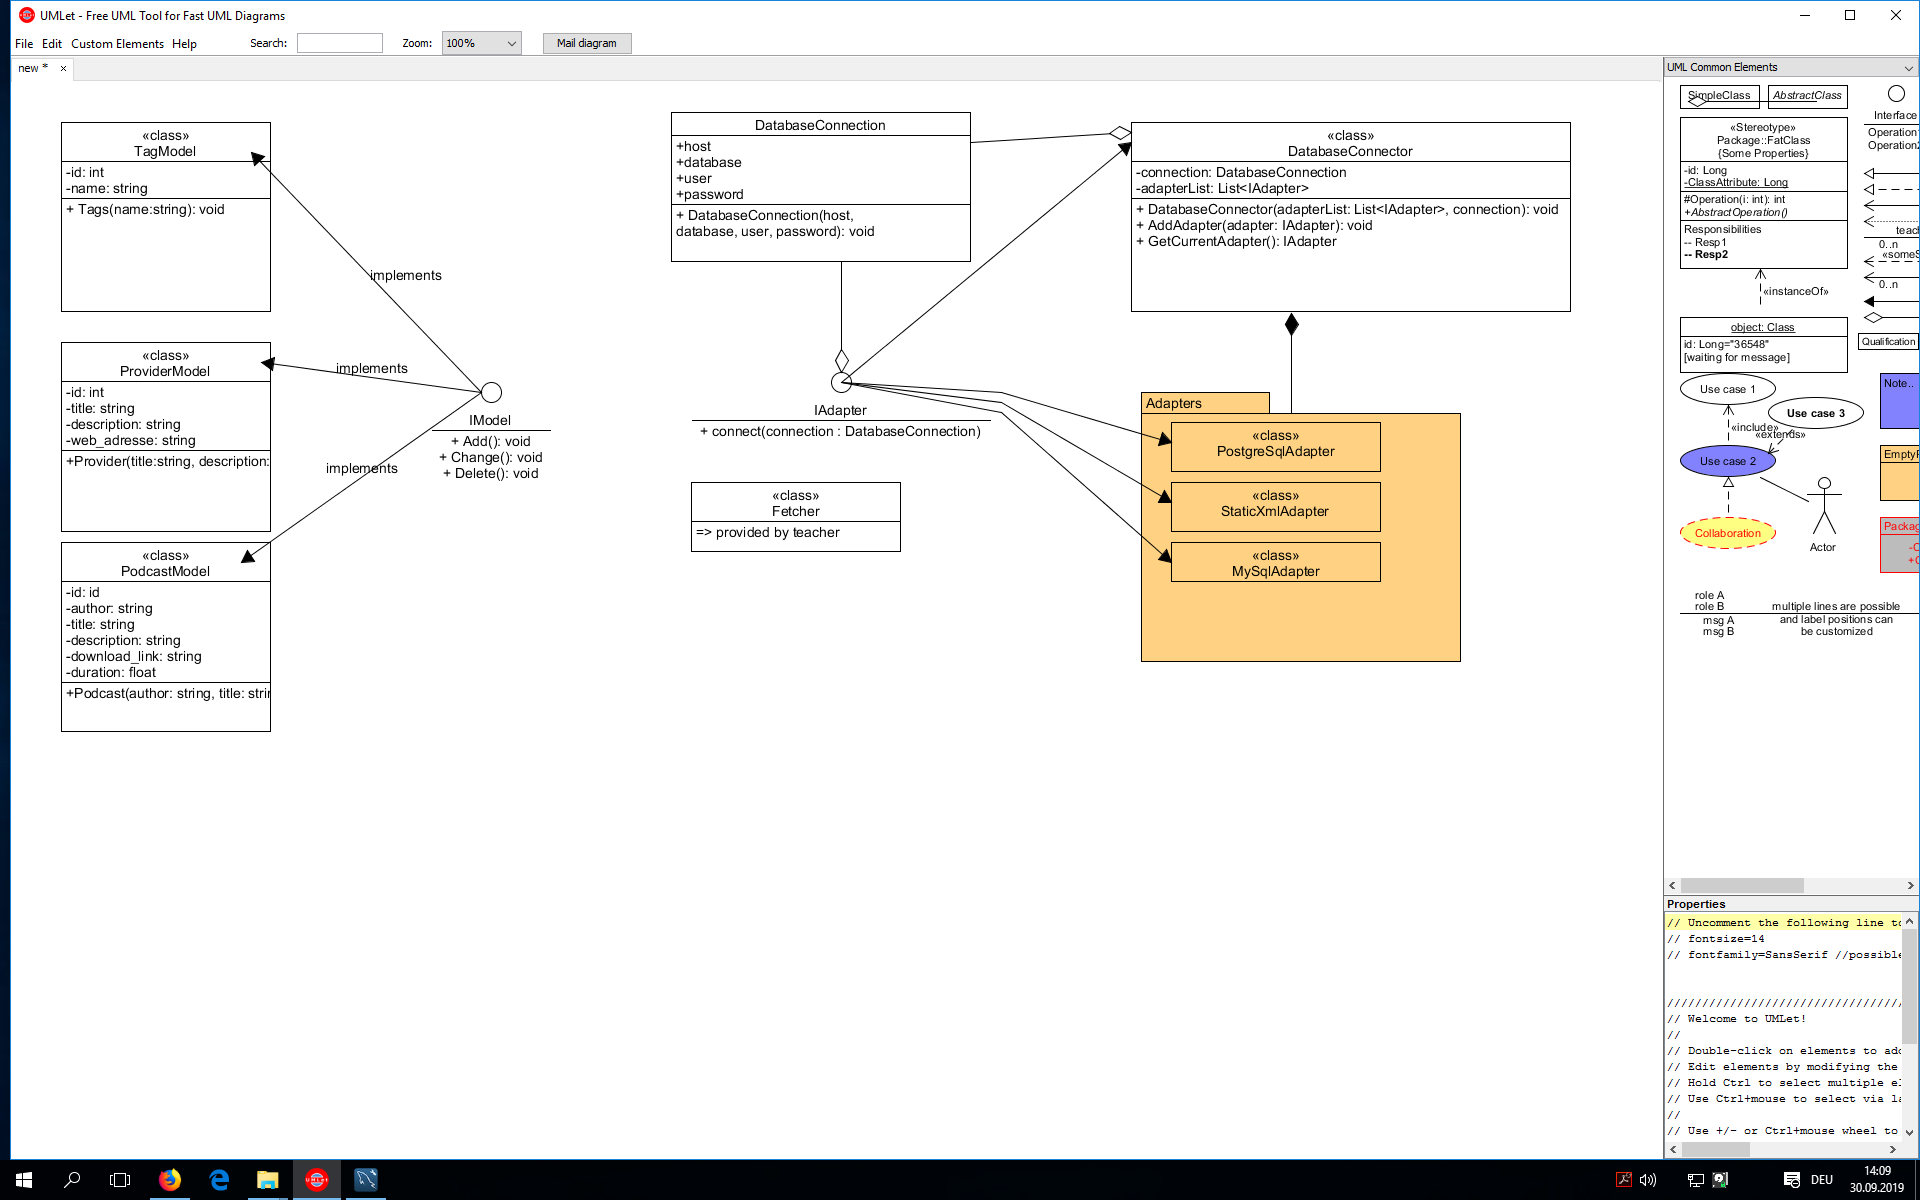 UMLet - Free UML Tool for Fast UML Diagrams
File Edit Custom Elements Help Search: Zoom: 100% Mail diagram
new *
«class»
TagModel
-id: int
-name: string
+ Tags(name:string): void
implements
«class»
ProviderModel
-id: int
-title: string
-description: string
-web_adresse: string
+Provider(title:string, description:
implements
implements
IModel
+ Add(): void
+ Change(): void
+ Delete(): void
«class»
PodcastModel
-id: id
-author: string
-title: string
-description: string
-download_link: string
-duration: float
+Podcast(author: string, title: strin
DatabaseConnection
+host
+database
+user
+password
+ DatabaseConnection(host,
database, user, password): void
IAdapter
+ connect(connection : DatabaseConnection)
«class»
Fetcher
=> provided by teacher
«class»
DatabaseConnector
-connection: DatabaseConnection
-adapterList: List<IAdapter>
+ DatabaseConnector(adapterList: List<IAdapter>, connection): void
+ AddAdapter(adapter: IAdapter): void
+ GetCurrentAdapter(): IAdapter
Adapters
«class»
PostgreSqlAdapter
«class»
StaticXmlAdapter
«class»
MySqlAdapter
UML Common Elements
SimpleClass
AbstractClass
Interface
Operation
Operation2
«Stereotype»
Package::FatClass
{Some Properties}
-id: Long
-ClassAttribute: Long
#Operation(i: int): int
+AbstractOperation()
Responsibilities
-- Resp1
-- Resp2
teac
0..n
«someS
0..n
«instanceOf»
object: Class
id: Long="36548"
[waiting for message]
Qualification
Use case 1
Note..
Use case 3
«include»
«extends»
Use case 2
EmptyP
Collaboration
Actor
Packag
role A
role B
msg A
msg B
multiple lines are possible
and label positions can
be customized
Properties
// Uncomment the following line to
// fontsize=14
// fontfamily=SansSerif //possible
//////////////////////////////////
// Welcome to UMLet!
//
// Double-click on elements to add
// Edit elements by modifying the
// Hold Ctrl to select multiple el
// Use Ctrl+mouse to select via la
//
// Use +/- or Ctrl+mouse wheel to
DEU
14:09
30.09.2019